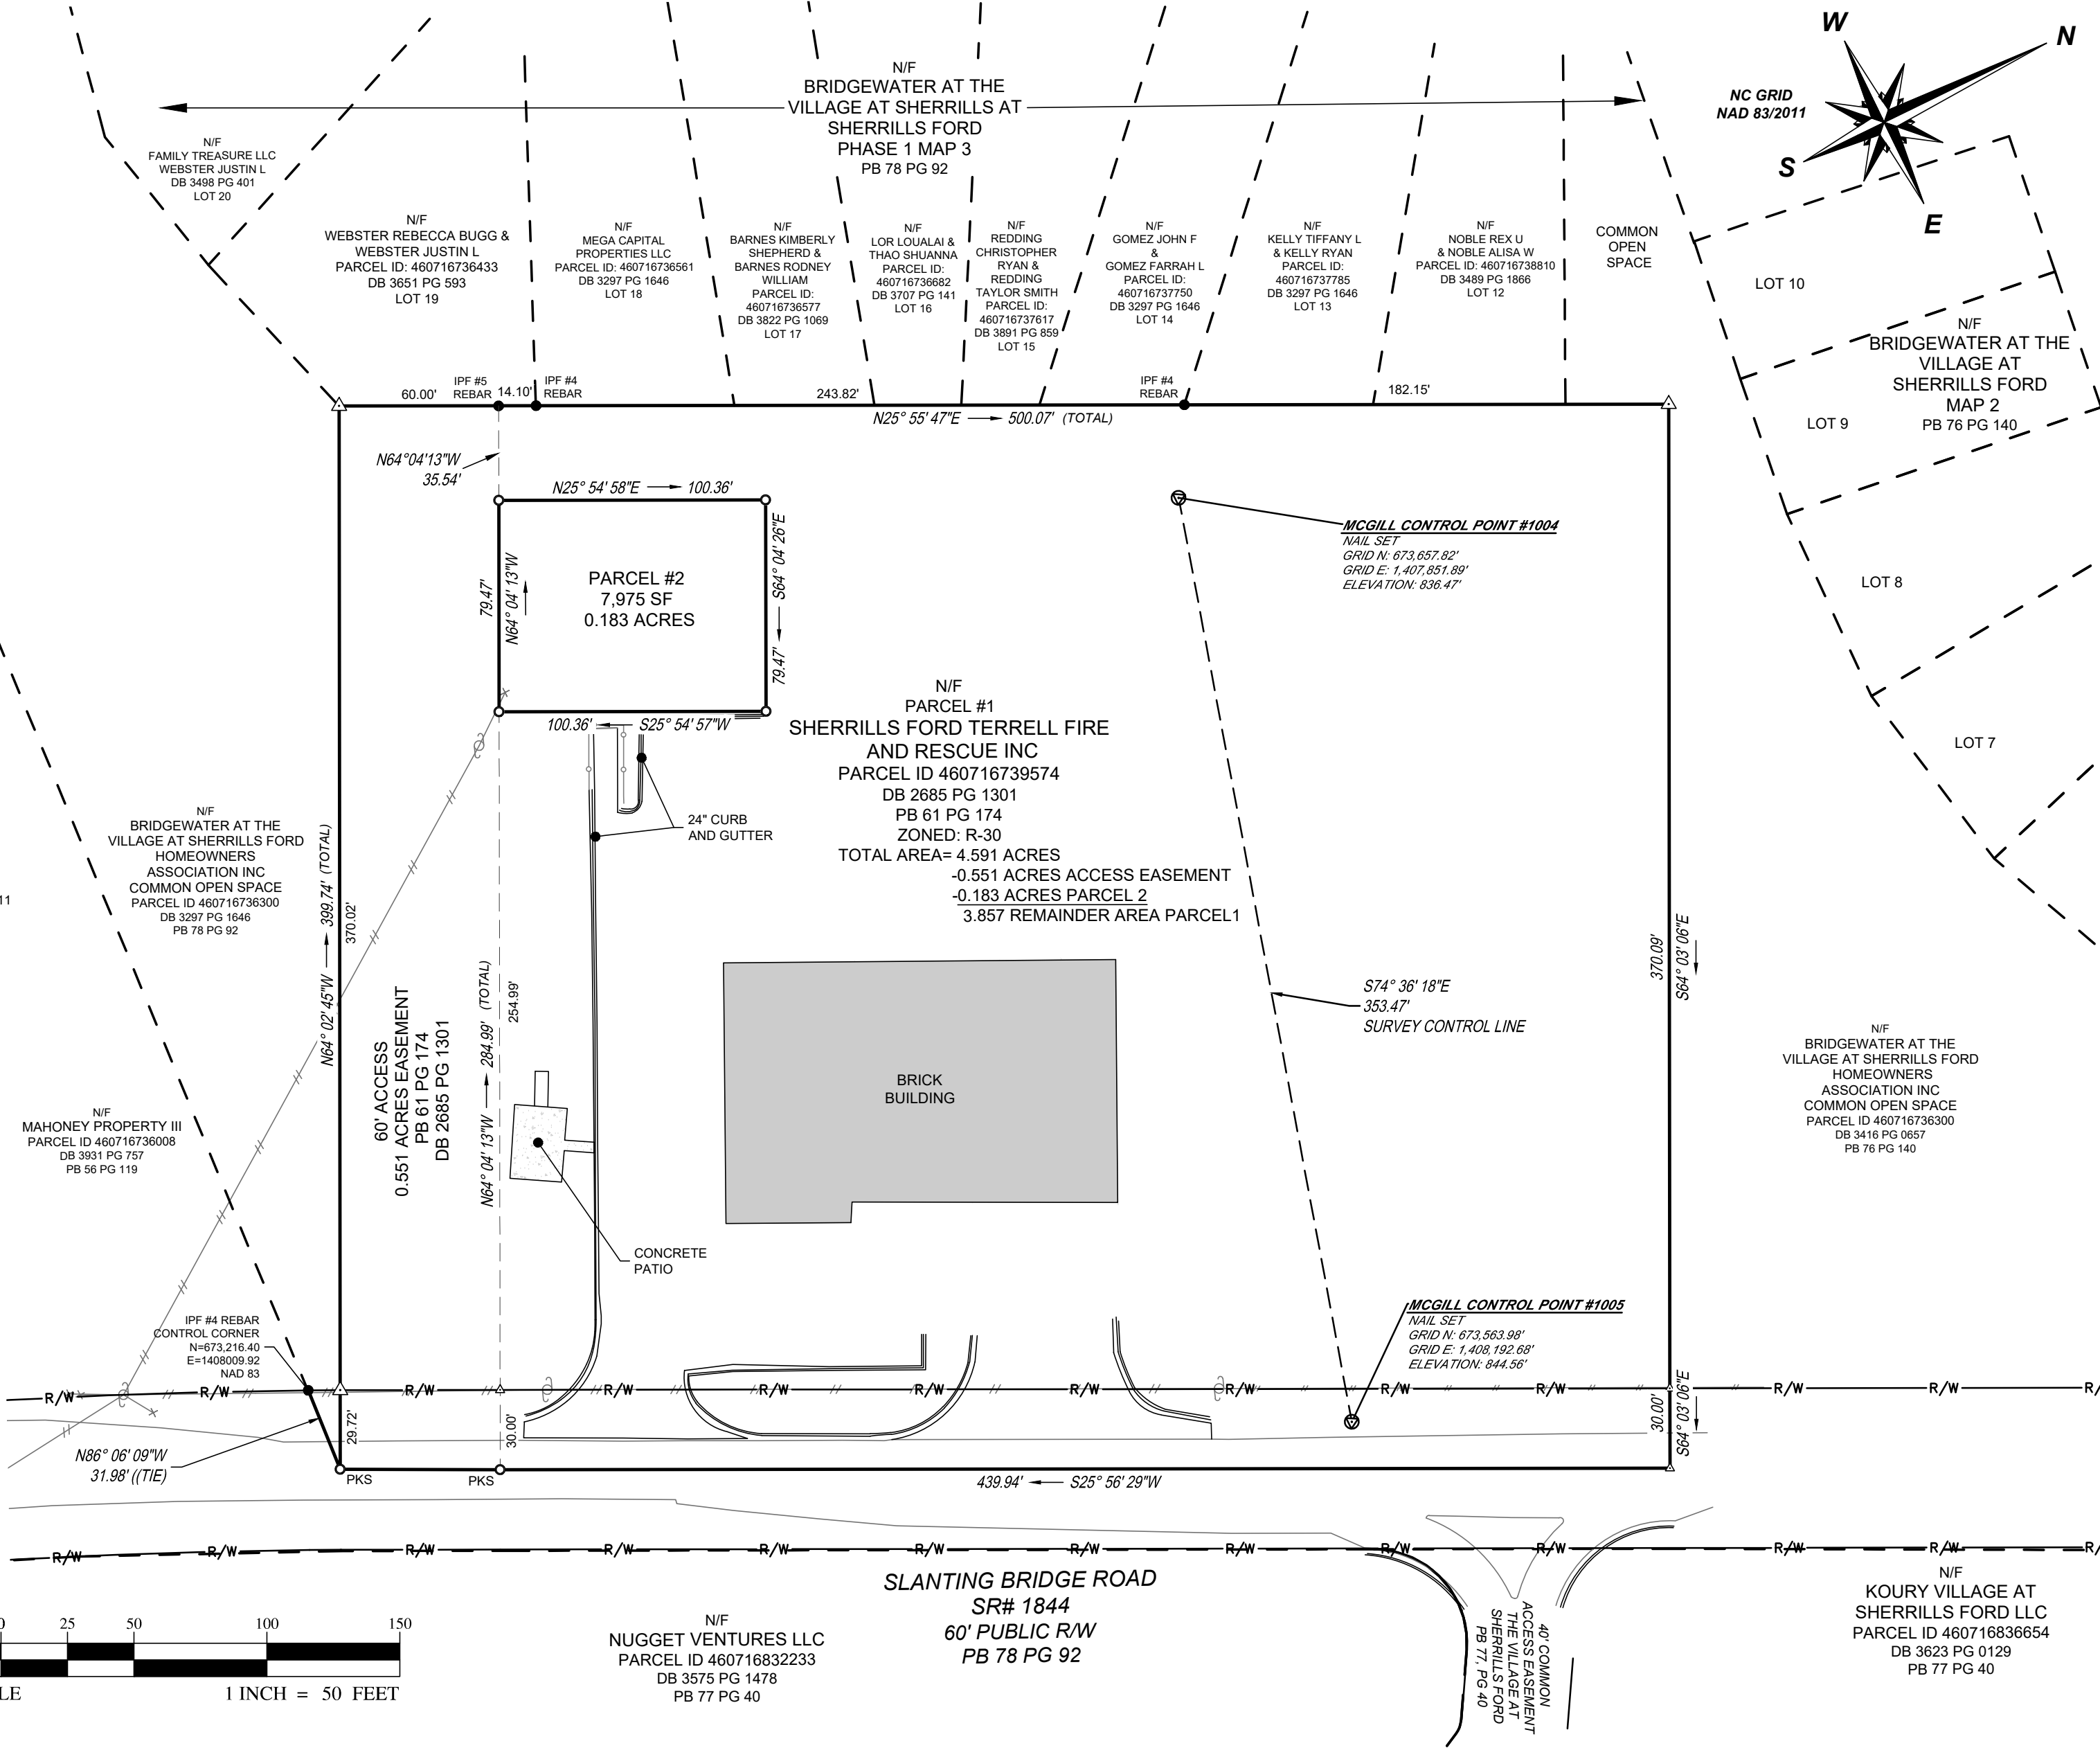 W
N
S
E
NC GRID
NAD 83/2011
N/F
BRIDGEWATER AT THE
VILLAGE AT SHERRILLS AT
SHERRILLS FORD
PHASE 1 MAP 3
PB 78 PG 92
N/F
FAMILY TREASURE LLC
WEBSTER JUSTIN L
DB 3498 PG 401
LOT 20
N/F
WEBSTER REBECCA BUGG &
WEBSTER JUSTIN L
PARCEL ID: 460716736433
DB 3651 PG 593
LOT 19
N/F
MEGA CAPITAL
PROPERTIES LLC
PARCEL ID: 460716736561
DB 3297 PG 1646
LOT 18
N/F
BARNES KIMBERLY
SHEPHERD &
BARNES RODNEY
WILLIAM
PARCEL ID:
460716736577
DB 3822 PG 1069
LOT 17
N/F
LOR LOUALAI &
THAO SHUANNA
PARCEL ID:
460716736682
DB 3707 PG 141
LOT 16
N/F
REDDING
CHRISTOPHER
RYAN &
REDDING
TAYLOR SMITH
PARCEL ID:
460716737617
DB 3891 PG 859
LOT 15
N/F
GOMEZ JOHN F
&
GOMEZ FARRAH L
PARCEL ID:
460716737750
DB 3297 PG 1646
LOT 14
N/F
KELLY TIFFANY L
& KELLY RYAN
PARCEL ID:
460716737785
DB 3297 PG 1646
LOT 13
N/F
NOBLE REX U
& NOBLE ALISA W
PARCEL ID: 460716738810
DB 3489 PG 1866
LOT 12
COMMON
OPEN
SPACE
LOT 10
N/F
BRIDGEWATER AT THE
VILLAGE AT
SHERRILLS FORD
MAP 2
PB 76 PG 140
LOT 9
LOT 8
LOT 7
60.00'
IPF #5
REBAR
14.10'
IPF #4
REBAR
243.82'
IPF #4
REBAR
182.15'
N25° 55' 47"E 500.07' (TOTAL)
N64°04'13"W
35.54'
N25° 54' 58"E 100.36'
79.47'
N64° 04' 13"W
PARCEL #2
7,975 SF
0.183 ACRES
S64° 04' 26"E
79.47'
100.36' S25° 54' 57"W
MCGILL CONTROL POINT #1004
NAIL SET
GRID N: 673,657.82'
GRID E: 1,407,851.89'
ELEVATION: 836.47'
N/F
PARCEL #1
SHERRILLS FORD TERRELL FIRE
AND RESCUE INC
PARCEL ID 460716739574
DB 2685 PG 1301
PB 61 PG 174
ZONED: R-30
TOTAL AREA= 4.591 ACRES
-0.551 ACRES ACCESS EASEMENT
-0.183 ACRES PARCEL 2
3.857 REMAINDER AREA PARCEL1
24" CURB
AND GUTTER
N/F
BRIDGEWATER AT THE
VILLAGE AT SHERRILLS FORD
HOMEOWNERS
ASSOCIATION INC
COMMON OPEN SPACE
PARCEL ID 460716736300
DB 3297 PG 1646
PB 78 PG 92
11
N64° 02' 45"W 399.74' (TOTAL)
370.02'
60' ACCESS
0.551 ACRES EASEMENT
PB 61 PG 174
DB 2685 PG 1301
N64° 04' 13"W 284.99' (TOTAL)
254.99'
BRICK
BUILDING
S74° 36' 18"E
353.47'
SURVEY CONTROL LINE
370.09'
S64° 03' 06"E
N/F
BRIDGEWATER AT THE
VILLAGE AT SHERRILLS FORD
HOMEOWNERS
ASSOCIATION INC
COMMON OPEN SPACE
PARCEL ID 460716736300
DB 3416 PG 0657
PB 76 PG 140
N/F
MAHONEY PROPERTY III
PARCEL ID 460716736008
DB 3931 PG 757
PB 56 PG 119
CONCRETE
PATIO
IPF #4 REBAR
CONTROL CORNER
N=673,216.40
E=1408009.92
NAD 83
MCGILL CONTROL POINT #1005
NAIL SET
GRID N: 673,563.98'
GRID E: 1,408,192.68'
ELEVATION: 844.56'
R/W R/W R/W R/W R/W R/W R/W R/W R/W R/W R/W R/W R/
29.72'
30.00'
30.00'
S64° 03' 06"E
N86° 06' 09"W
31.98' ((TIE)
PKS
PKS
439.94' S25° 56' 29"W
R/W R/W R/W R/W R/W R/W R/W R/W R/W R/W R/W R/W R/
SLANTING BRIDGE ROAD
SR# 1844
60' PUBLIC R/W
PB 78 PG 92
N/F
NUGGET VENTURES LLC
PARCEL ID 460716832233
DB 3575 PG 1478
PB 77 PG 40
40' COMMON
ACCESS EASEMENT
THE VILLAGE AT
SHERRILLS FORD
PB 77, PG 40
N/F
KOURY VILLAGE AT
SHERRILLS FORD LLC
PARCEL ID 460716836654
DB 3623 PG 0129
PB 77 PG 40
0 25 50 100 150
LE 1 INCH = 50 FEET